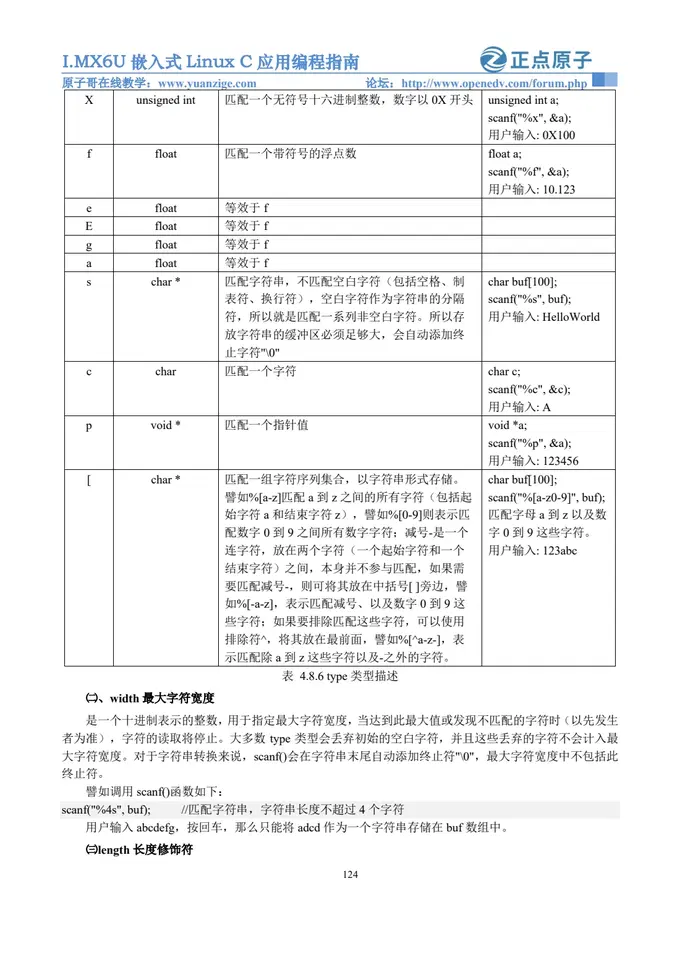 I.MX6U 嵌入式 Linux C 应用编程指南
正点原子
原子哥在线教学：www.yuanzige.com 论坛：http://www.openedv.com/forum.php
X unsigned int 匹配一个无符号十六进制整数，数字以 0X 开头 unsigned int a;
scanf("%x", &a);
用户输入: 0X100
f float 匹配一个带符号的浮点数 float a;
scanf("%f", &a);
用户输入: 10.123
e float 等效于 f
E float 等效于 f
g float 等效于 f
a float 等效于 f
s char * 匹配字符串，不匹配空白字符（包括空格、制 char buf[100];
表符、换行符），空白字符作为字符串的分隔 scanf("%s", buf);
符，所以就是匹配一系列非空白字符。所以存 用户输入: HelloWorld
放字符串的缓冲区必须足够大，会自动添加终
止字符"\0"
c char 匹配一个字符 char c;
scanf("%c", &c);
用户输入: A
p void * 匹配一个指针值 void *a;
scanf("%p", &a);
用户输入: 123456
[ char * 匹配一组字符序列集合，以字符串形式存储。 char buf[100];
譬如%[a-z]匹配 a 到 z 之间的所有字符（包括起 scanf("%[a-z0-9]", buf);
始字符 a 和结束字符 z），譬如%[0-9]则表示匹 匹配字母 a 到 z 以及数
配数字 0 到 9 之间所有数字字符；减号-是一个 字 0 到 9 这些字符。
连字符，放在两个字符（一个起始字符和一个 用户输入: 123abc
结束字符）之间，本身并不参与匹配，如果需
要匹配减号-，则可将其放在中括号[ ]旁边，譬
如%[-a-z]，表示匹配减号、以及数字 0 到 9 这
些字符；如果要排除匹配这些字符，可以使用
排除符^，将其放在最前面，譬如%[^a-z-]，表
示匹配除 a 到 z 这些字符以及-之外的字符。
表 4.8.6 type 类型描述
㈡、width 最大字符宽度
是一个十进制表示的整数，用于指定最大字符宽度，当达到此最大值或发现不匹配的字符时（以先发生
者为准），字符的读取将停止。大多数 type 类型会丢弃初始的空白字符，并且这些丢弃的字符不会计入最
大字符宽度。对于字符串转换来说，scanf()会在字符串末尾自动添加终止符"\0"，最大字符宽度中不包括此
终止符。
譬如调用 scanf()函数如下：
scanf("%4s", buf); //匹配字符串，字符串长度不超过 4 个字符
用户输入 abcdefg，按回车，那么只能将 adcd 作为一个字符串存储在 buf 数组中。
㈢length 长度修饰符
124